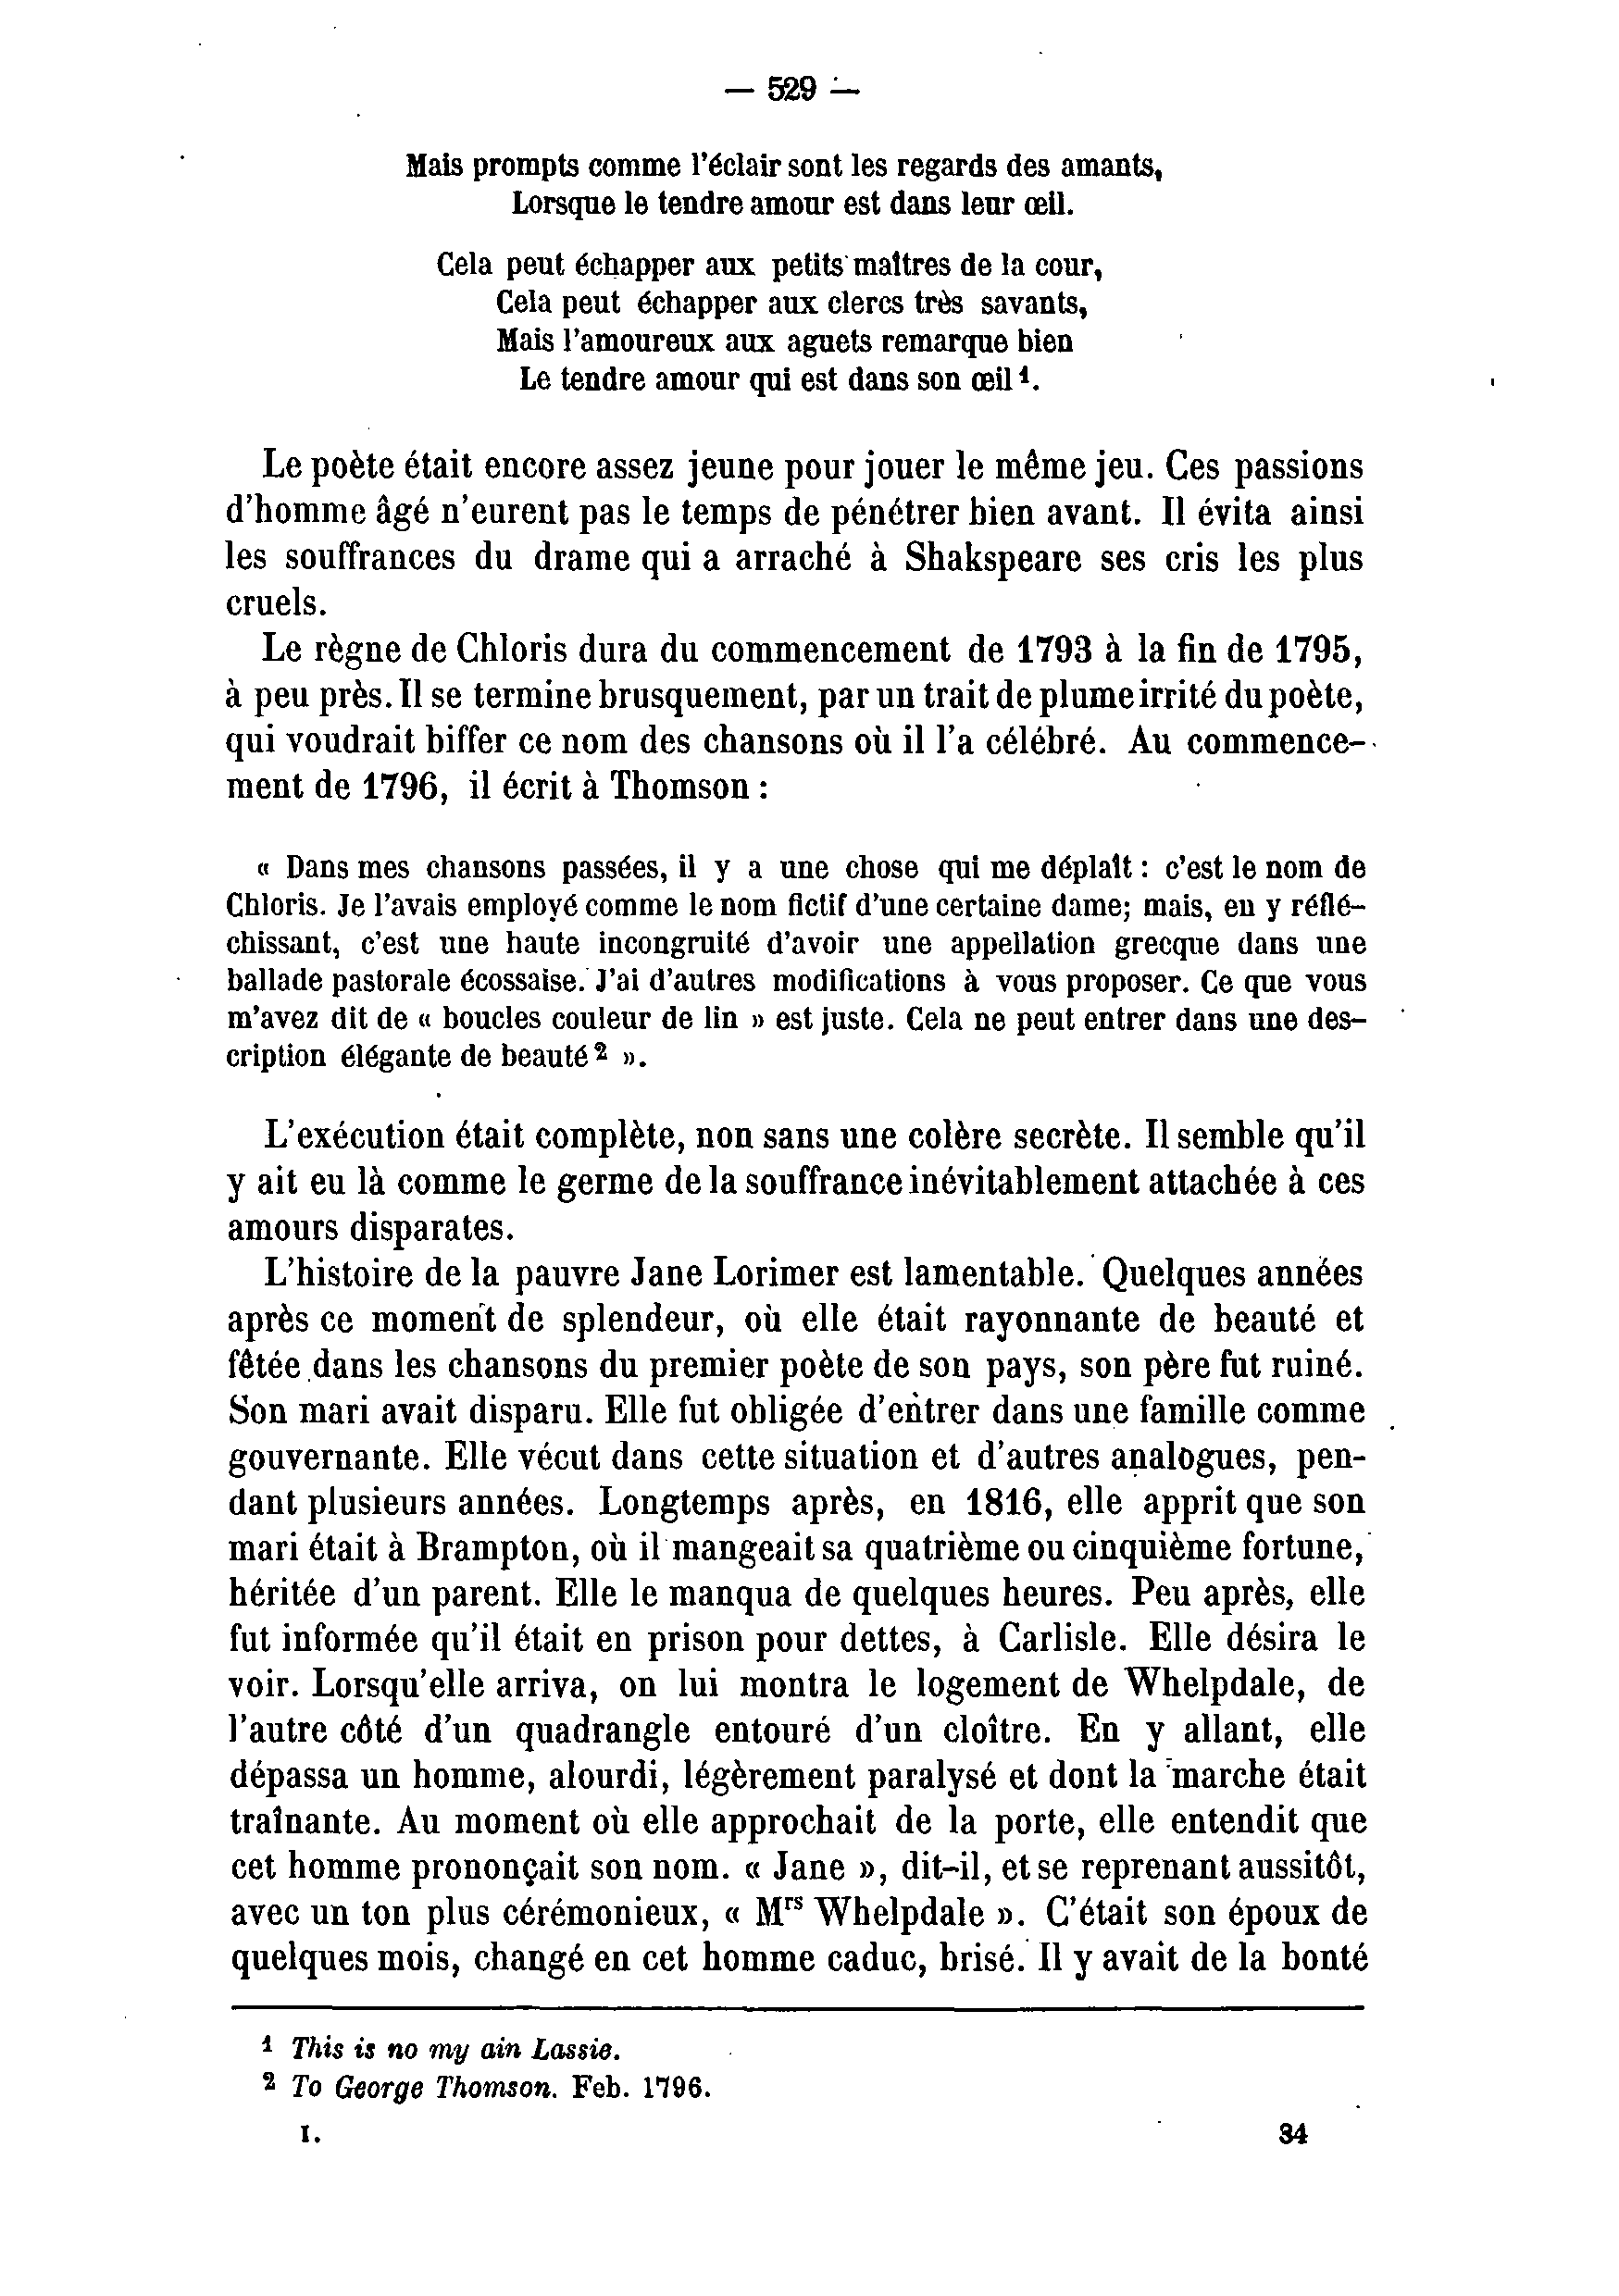 — 529 —
Mais prompts comme l'éclair sont les regards des amants,
Lorsque le tendre amour est dans leur œil.
Cela peut échapper aux petits maîtres de la cour,
Cela peut échapper aux clercs très savants,
Mais l'amoureux aux aguets remarque bien
Le tendre amour qui est dans son œil ¹.
Le poète était encore assez jeune pour jouer le même jeu. Ces passions
d'homme âgé n'eurent pas le temps de pénétrer bien avant. Il évita ainsi
les souffrances du drame qui a arraché à Shakspeare ses cris les plus
cruels.
Le règne de Chloris dura du commencement de 1793 à la fin de 1795,
à peu près. Il se termine brusquement, par un trait de plume irrité du poète,
qui voudrait biffer ce nom des chansons où il l'a célébré. Au commence-
ment de 1796, il écrit à Thomson :
« Dans mes chansons passées, il y a une chose qui me déplaît : c'est le nom de
Chloris. Je l'avais employé comme le nom fictif d'une certaine dame; mais, en y réflé-
chissant, c'est une haute incongruité d'avoir une appellation grecque dans une
ballade pastorale écossaise. J'ai d'autres modifications à vous proposer. Ce que vous
m'avez dit de « boucles couleur de lin » est juste. Cela ne peut entrer dans une des-
cription élégante de beauté ² ».
L'exécution était complète, non sans une colère secrète. Il semble qu'il
y ait eu là comme le germe de la souffrance inévitablement attachée à ces
amours disparates.
L'histoire de la pauvre Jane Lorimer est lamentable. Quelques années
après ce moment de splendeur, où elle était rayonnante de beauté et
fêtée dans les chansons du premier poète de son pays, son père fut ruiné.
Son mari avait disparu. Elle fut obligée d'entrer dans une famille comme
gouvernante. Elle vécut dans cette situation et d'autres analogues, pen-
dant plusieurs années. Longtemps après, en 1816, elle apprit que son
mari était à Brampton, où il mangeait sa quatrième ou cinquième fortune,
héritée d'un parent. Elle le manqua de quelques heures. Peu après, elle
fut informée qu'il était en prison pour dettes, à Carlisle. Elle désira le
voir. Lorsqu'elle arriva, on lui montra le logement de Whelpdale, de
l'autre côté d'un quadrangle entouré d'un cloître. En y allant, elle
dépassa un homme, alourdi, légèrement paralysé et dont la marche était
traînante. Au moment où elle approchait de la porte, elle entendit que
cet homme prononçait son nom. « Jane », dit-il, et se reprenant aussitôt,
avec un ton plus cérémonieux, « Mrs Whelpdale ». C'était son époux de
quelques mois, changé en cet homme caduc, brisé. Il y avait de la bonté
¹ This is no my ain Lassie.
² To George Thomson. Feb. 1796.
I. 34